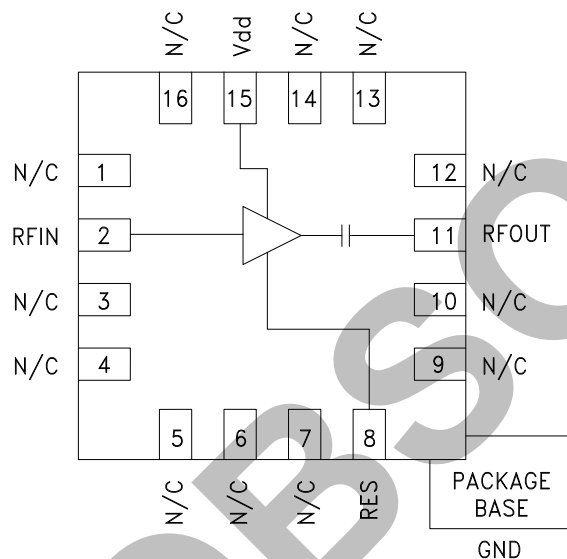 N/C Vdd N/C N/C
16 15 14 13
N/C 1 12 N/C
RFIN 2 11 RFOUT
N/C 3 10 N/C
N/C 4 9 N/C
5 6 7 8
N/C N/C N/C RES
PACKAGE
BASE
GND
OBSO